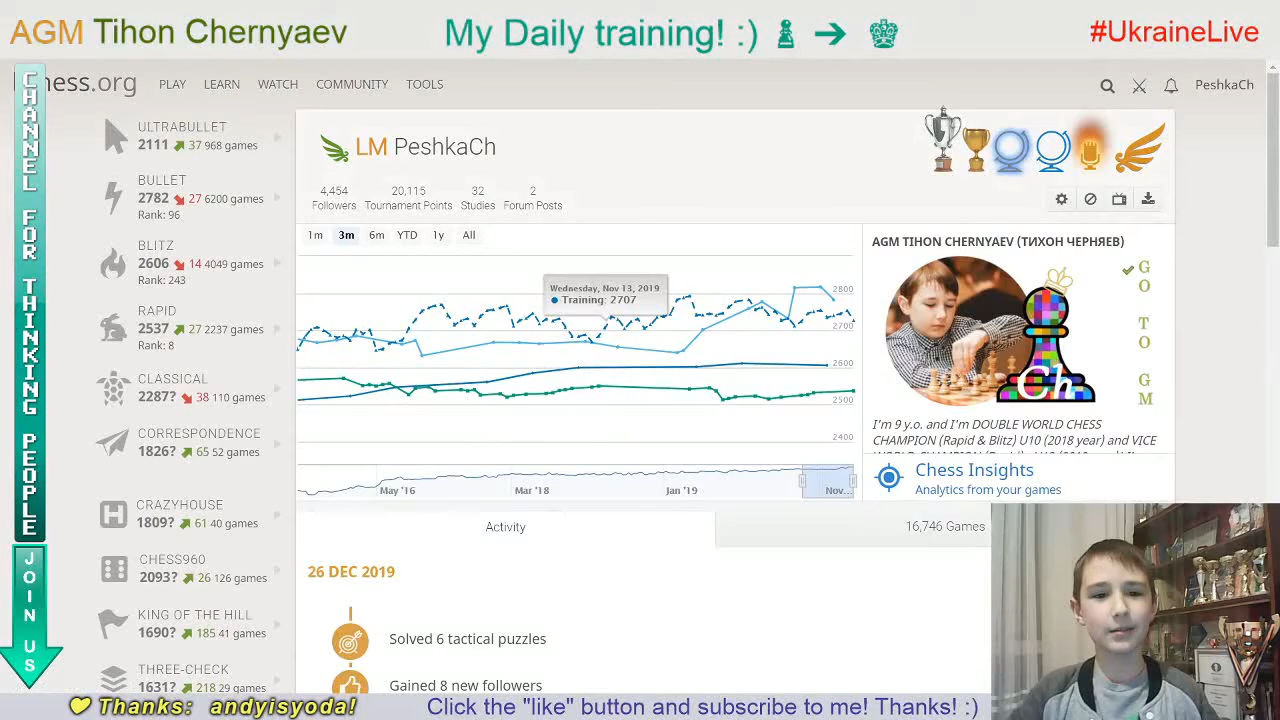 AGM Tihon Chernyaev
My Daily training! :)
#UkraineLive
hess.org
PLAY
LEARN
WATCH
COMMUNITY
TOOLS
PeshkaCh
CHANNEL FOR THINKING PEOPLE
JOIN US
ULTRABULLET
2111 37 968 games
BULLET
2782 27 6200 games
Rank: 96
BLITZ
2606 14 4049 games
Rank: 243
RAPID
2537 27 2237 games
Rank: 8
CLASSICAL
2287? 38 110 games
CORRESPONDENCE
1826? 65 52 games
CRAZYHOUSE
1809? 61 40 games
CHESS960
2093? 26 126 games
KING OF THE HILL
1690? 185 41 games
THREE-CHECK
1631? 218 29 games
LM PeshkaCh
4,454 Followers
20,115 Tournament Points
32 Studies
2 Forum Posts
1m 3m 6m YTD 1y All
Wednesday, Nov 13, 2019
Training: 2707
2800
2700
2600
2500
2400
May '16
Mar '18
Jan '19
Nov...
AGM TIHON CHERNYAEV (ТИХОН ЧЕРНЯЕВ)
Ch
GO TO GM
I'm 9 y.o. and I'm DOUBLE WORLD CHESS
CHAMPION (Rapid & Blitz) U10 (2018 year) and VICE
Chess Insights
Analytics from your games
Activity
16,746 Games
26 DEC 2019
Solved 6 tactical puzzles
Gained 8 new followers
Thanks: andyisyoda!
Click the "like" button and subscribe to me! Thanks! :)